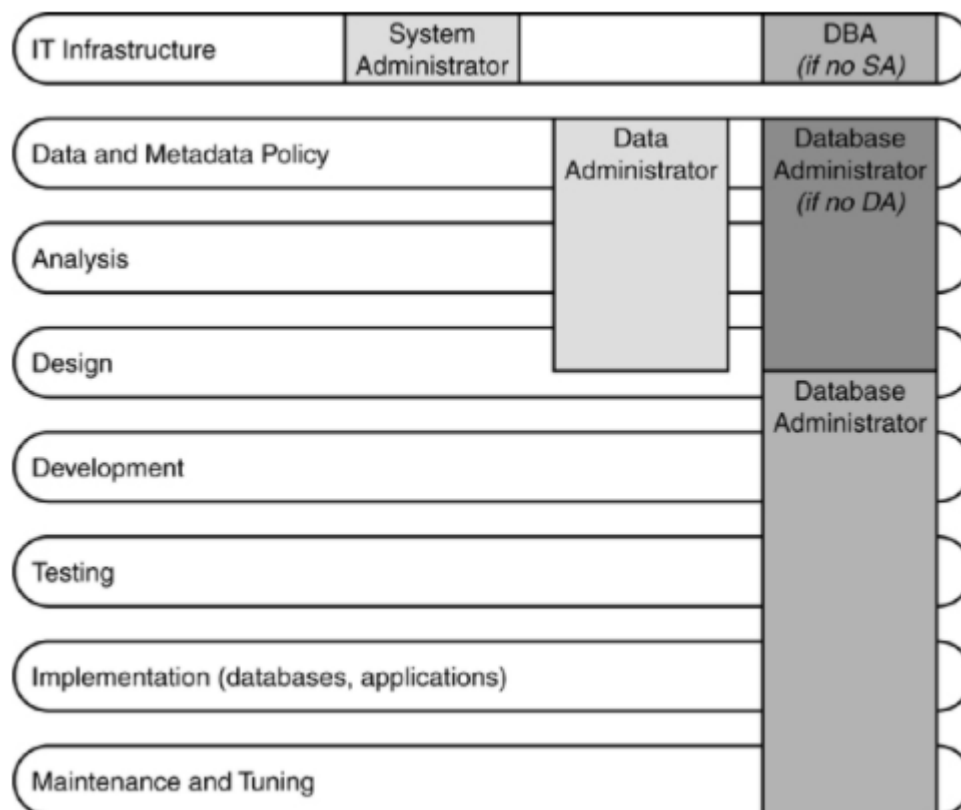 IT Infrastructure
System
Administrator
DBA
(if no SA)
Data and Metadata Policy
Data
Administrator
Database
Administrator
(if no DA)
Analysis
Design
Database
Administrator
Development
Testing
Implementation (databases, applications)
Maintenance and Tuning